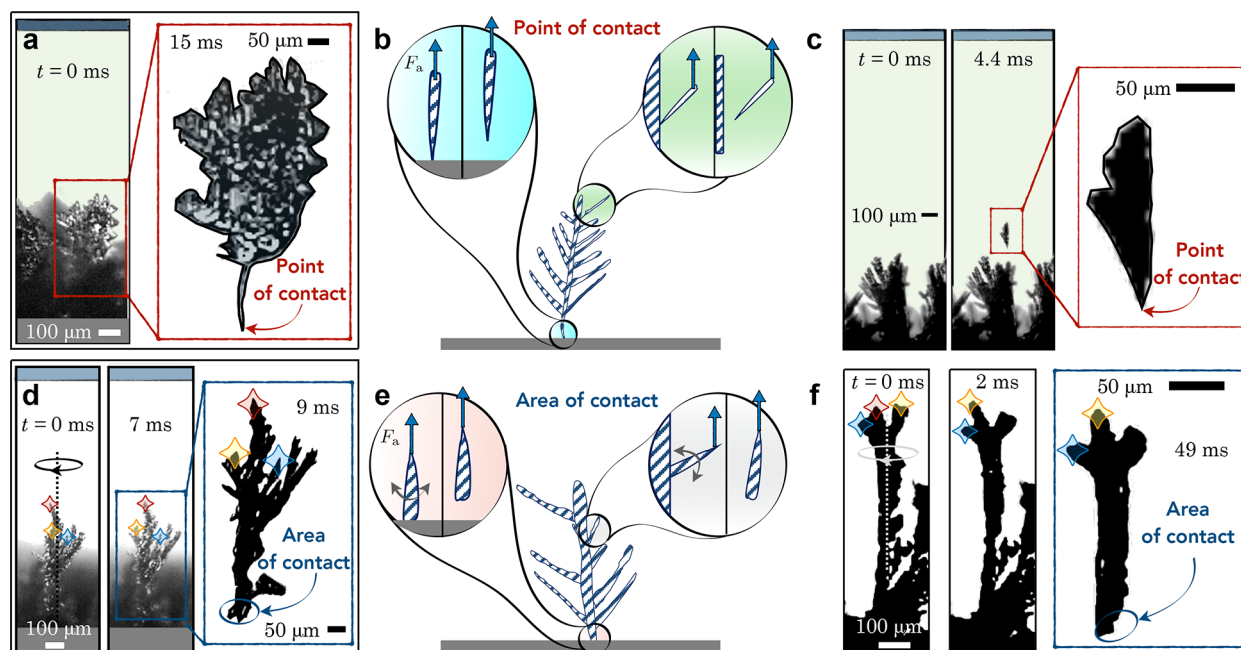 a
t = 0 ms
15 ms
50 µm
Point
of contact
100 µm
b
Point of contact
Fa
c
t = 0 ms
4.4 ms
50 µm
100 µm
Point
of contact
d
t = 0 ms
7 ms
9 ms
Area
of contact
100 µm
50 µm
e
Area of contact
Fa
f
t = 0 ms
2 ms
50 µm
49 ms
Area
of contact
100 µm